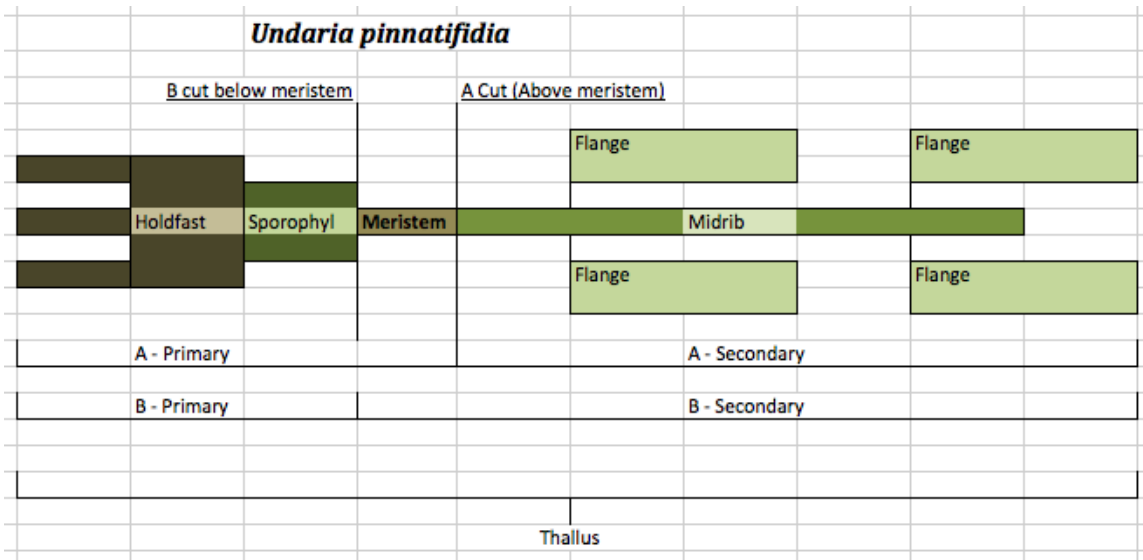 Undaria pinnatifidia
B cut below meristem
A Cut (Above meristem)
Flange
Flange
Holdfast
Sporophyl
Meristem
Midrib
Flange
Flange
A - Primary
A - Secondary
B - Primary
B - Secondary
Thallus